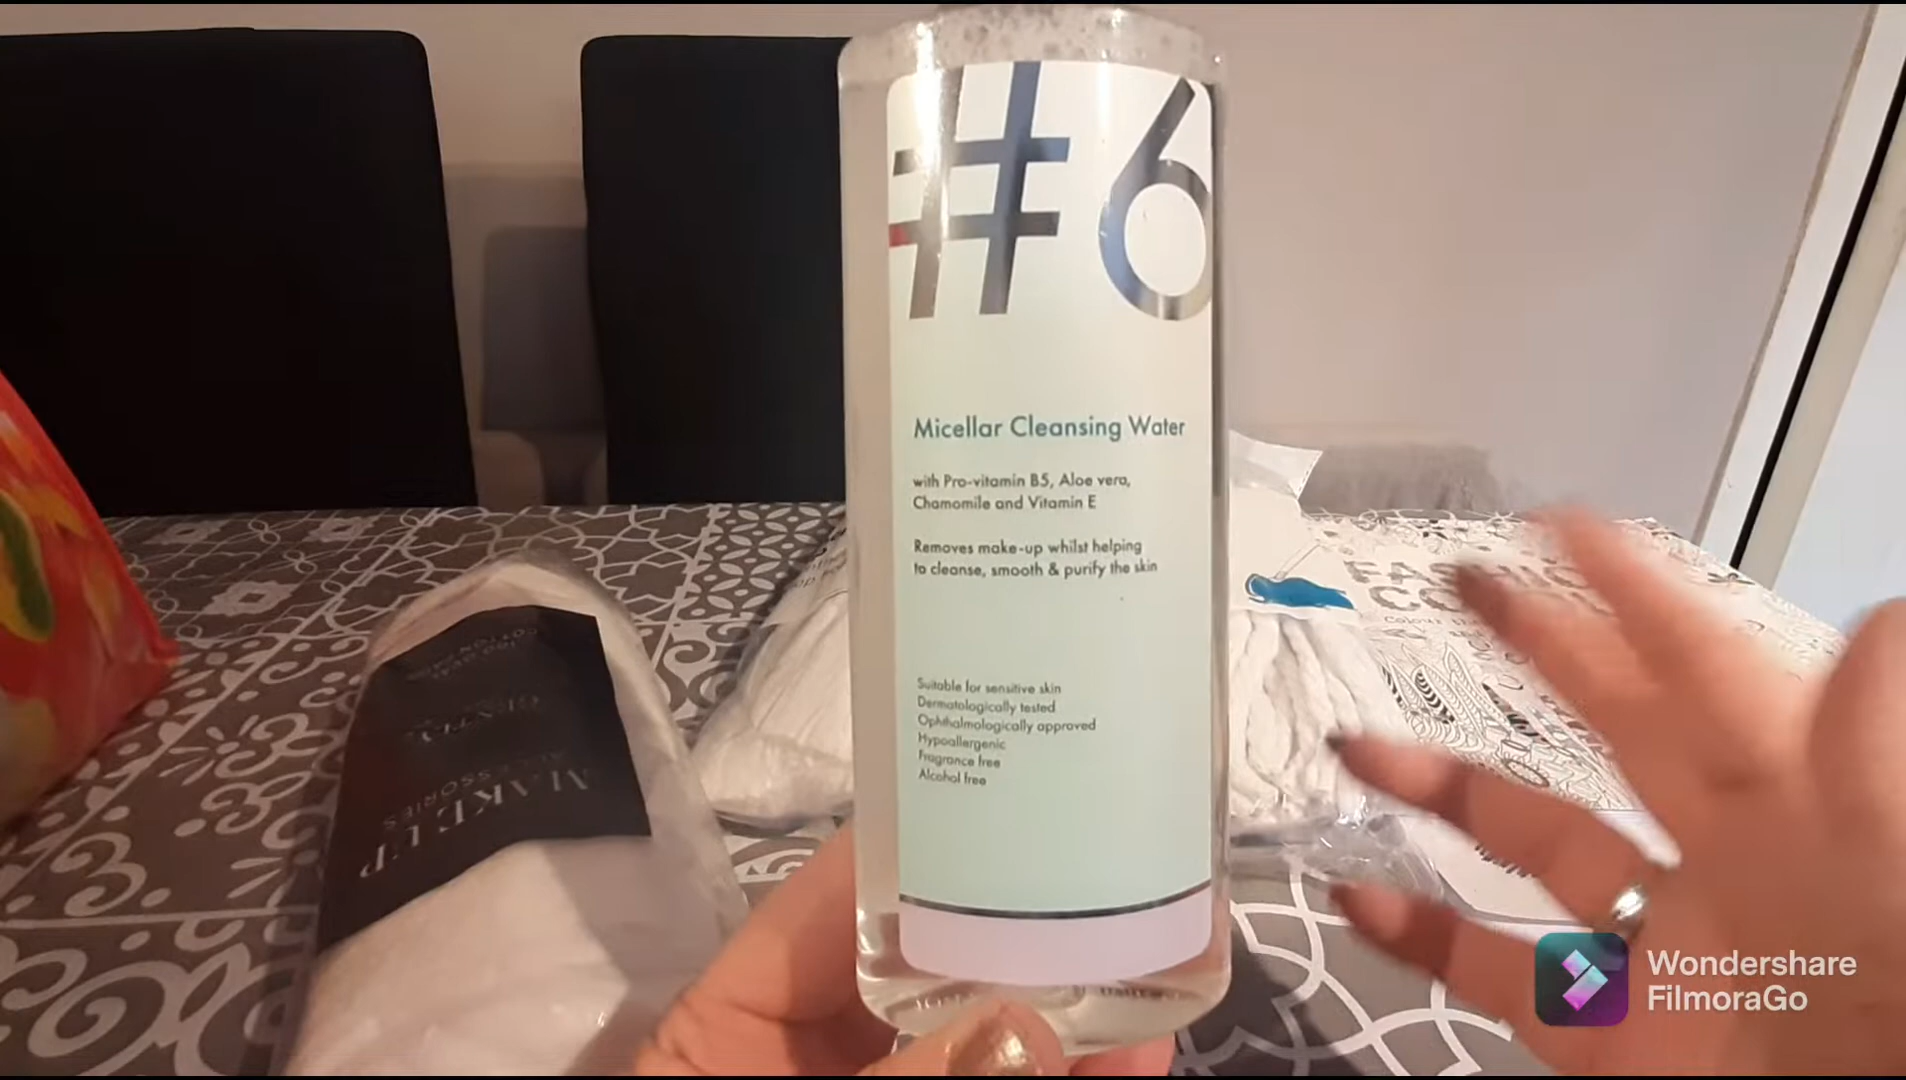 #6
Micellar Cleansing Water
with Pro-vitamin B5, Aloe vera,
Chamomile and Vitamin E
Removes make-up whilst helping
to cleanse, smooth & purify the skin
Suitable for sensitive skin
Dermatologically tested
Ophthalmologically approved
Hypoallergenic
Fragrance free
Alcohol free
MAKEUP
ACCESSORIES
GENTLY
Wondershare
FilmoraGo